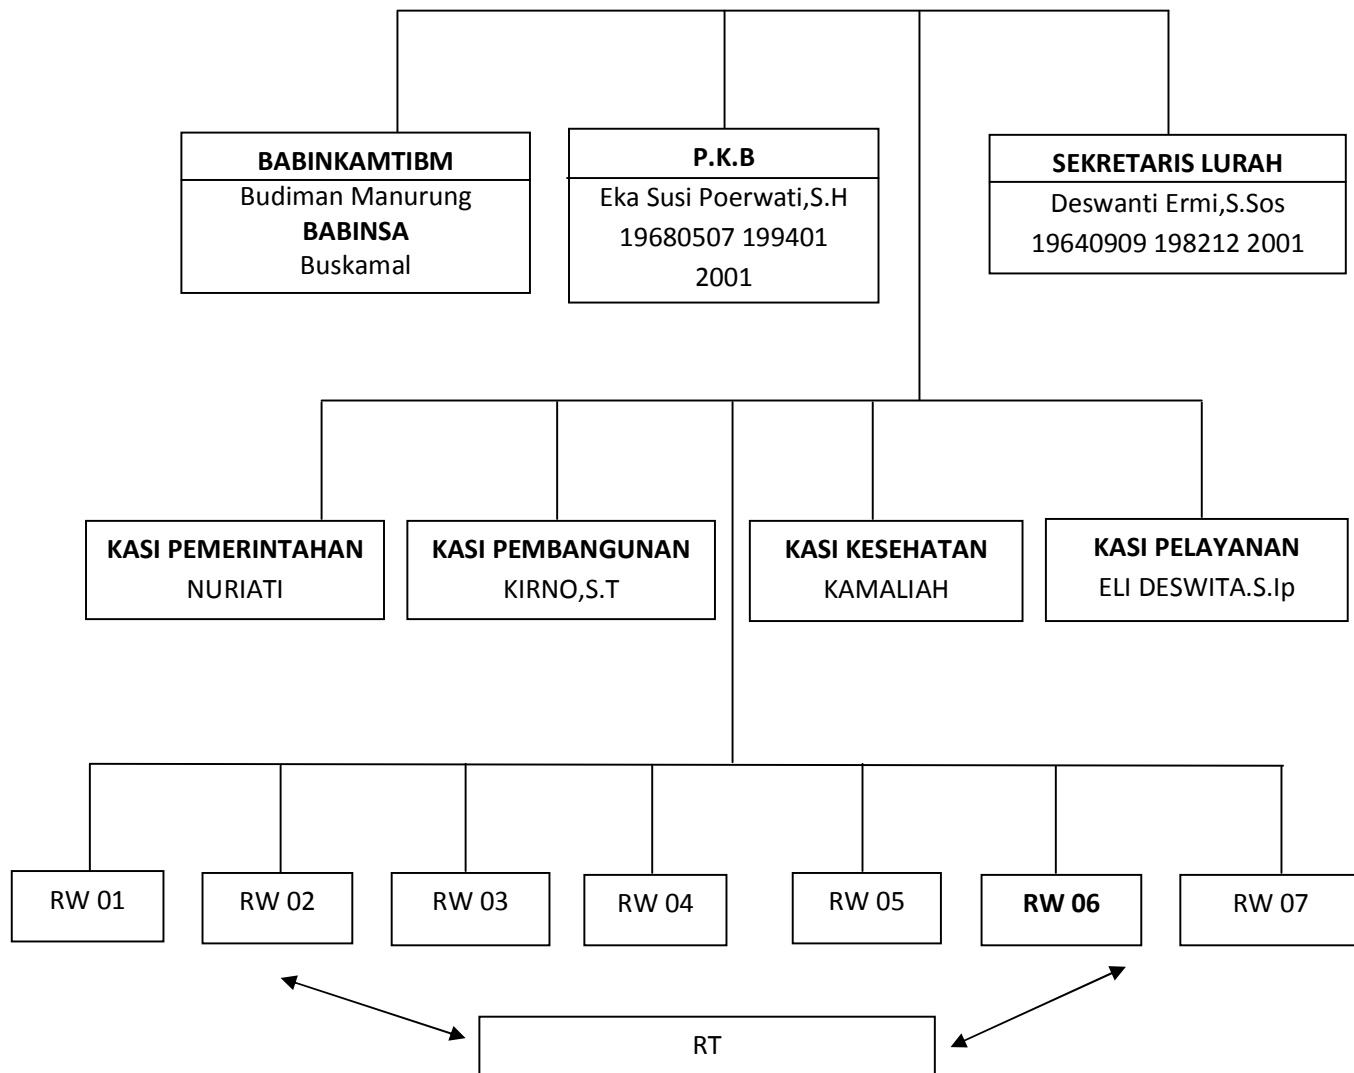 BABINKAMTIBM
Budiman Manurung
BABINSA
Buskamal
P.K.B
Eka Susi Poerwati,S.H
19680507 199401
2001
SEKRETARIS LURAH
Deswanti Ermi,S.Sos
19640909 198212 2001
KASI PEMERINTAHAN
NURIATI
KASI PEMBANGUNAN
KIRNO,S.T
KASI KESEHATAN
KAMALIAH
KASI PELAYANAN
ELI DESWITA.S.Ip
RW 01
RW 02
RW 03
RW 04
RW 05
RW 06
RW 07
RT